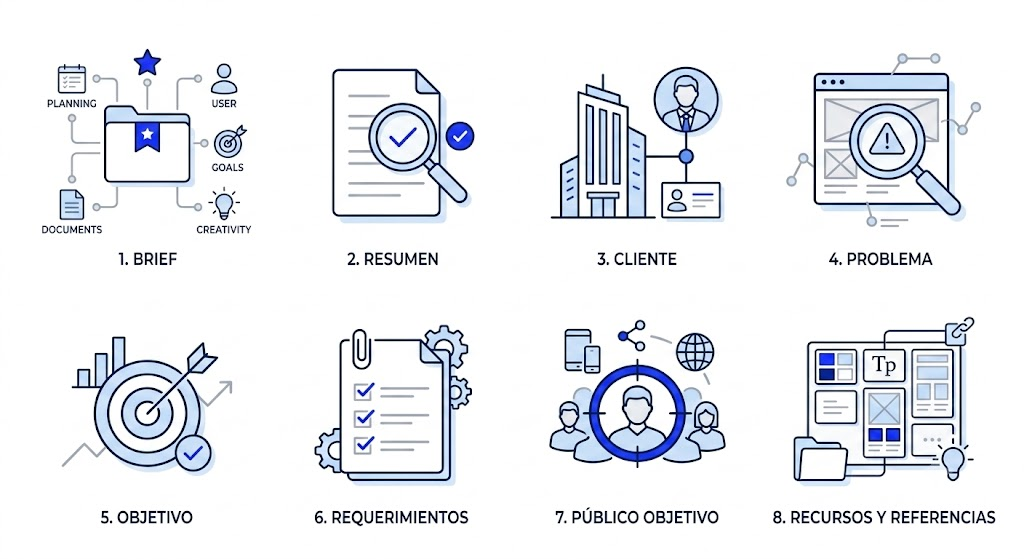 PLANNING
USER
GOALS
DOCUMENTS
CREATIVITY
1. BRIEF
2. RESUMEN
3. CLIENTE
4. PROBLEMA
Tp
5. OBJETIVO
6. REQUERIMIENTOS
7. PÚBLICO OBJETIVO
8. RECURSOS Y REFERENCIAS